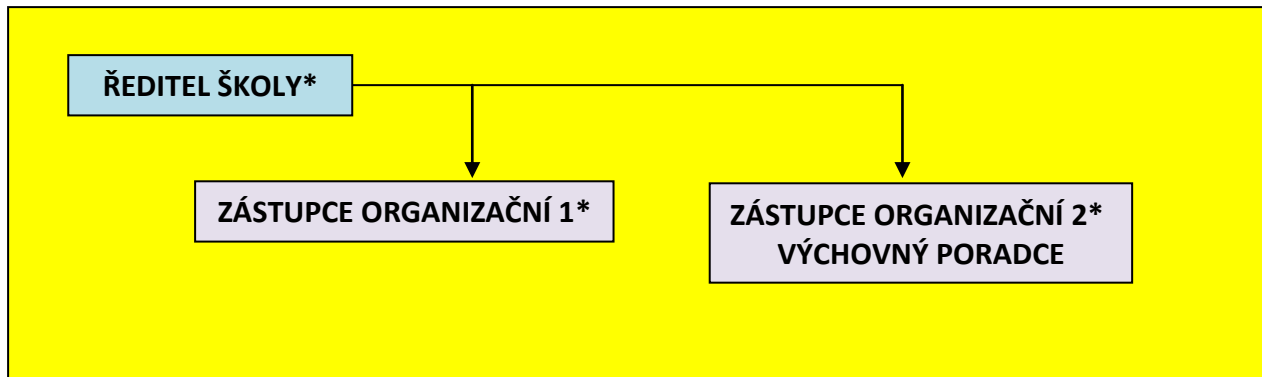 ŘEDITEL ŠKOLY*
ZÁSTUPCE ORGANIZAČNÍ 1*
ZÁSTUPCE ORGANIZAČNÍ 2*
VÝCHOVNÝ PORADCE